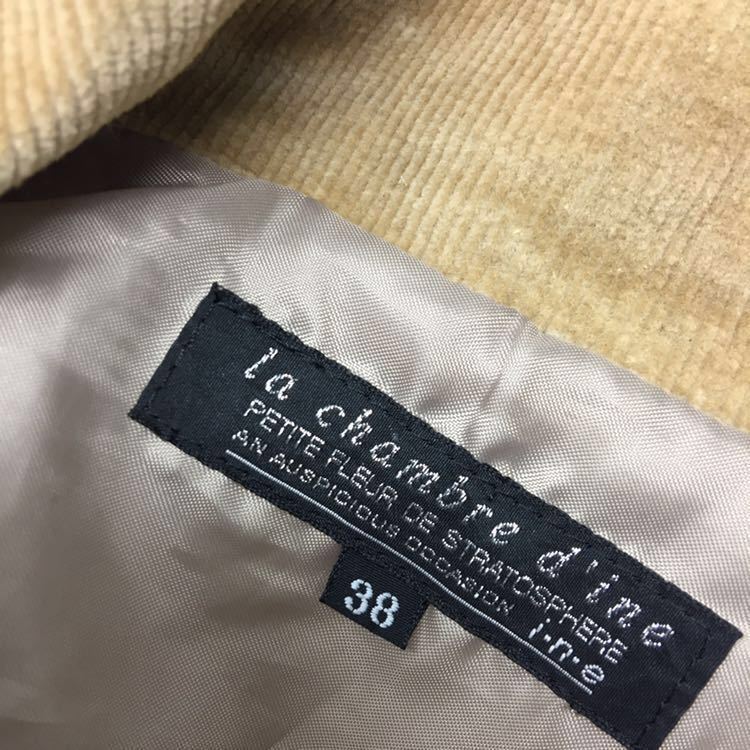 la chambre d'ine
PETITE FLEUR DE STRATOSPHERE
AN AUSPICIOUS OCCASION i·n·e
38